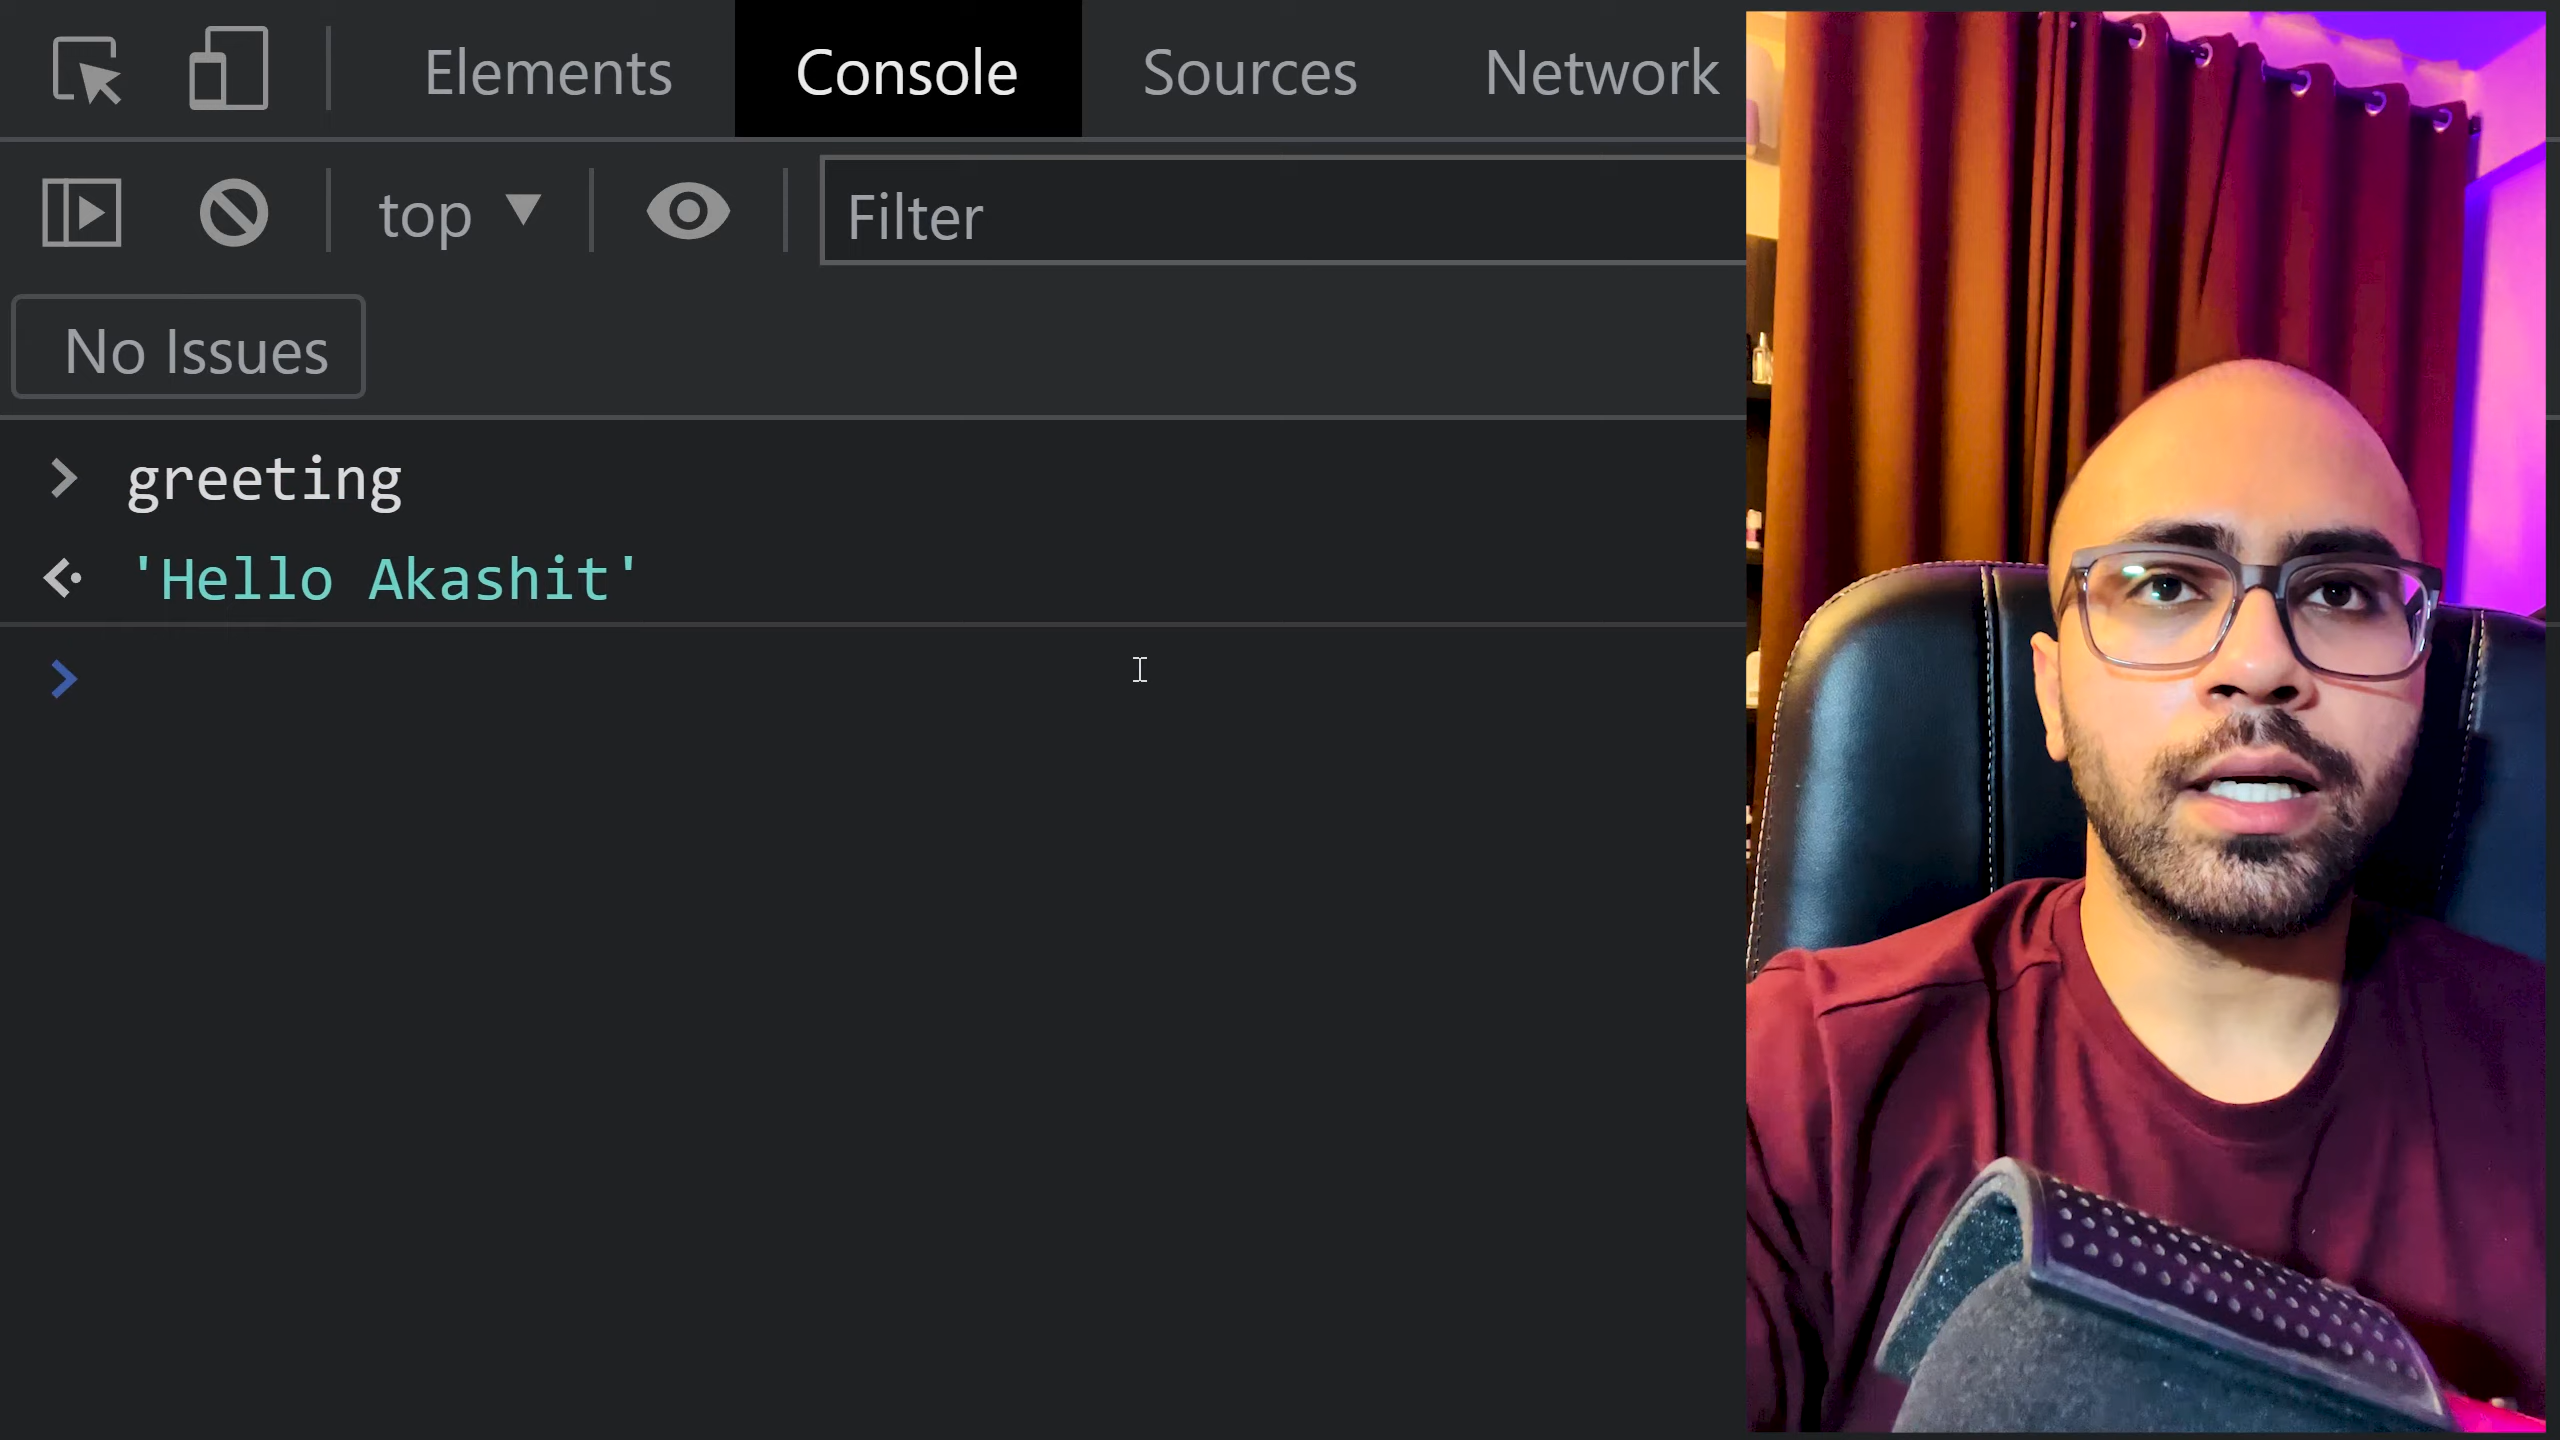 Elements Console Sources Network
top Filter
No Issues
greeting
'Hello Akashit'